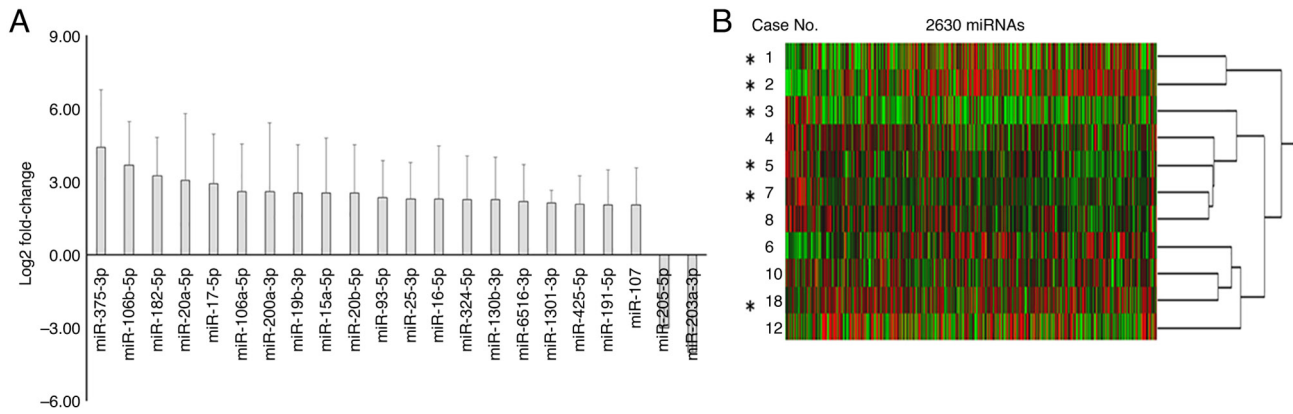 A
9.00
6.00
3.00
0.00
−3.00
−6.00
Log2 fold-change
miR-375-3p
miR-106b-5p
miR-182-5p
miR-20a-5p
miR-17-5p
miR-106a-5p
miR-200a-3p
miR-19b-3p
miR-15a-5p
miR-20b-5p
miR-93-5p
miR-25-3p
miR-16-5p
miR-324-5p
miR-130b-3p
miR-6516-3p
miR-1301-3p
miR-425-5p
miR-191-5p
miR-107
miR-205-5p
miR-203a-3p
B
Case No. 2630 miRNAs
* 1
* 2
* 3
4
* 5
* 7
8
6
10
* 18
12